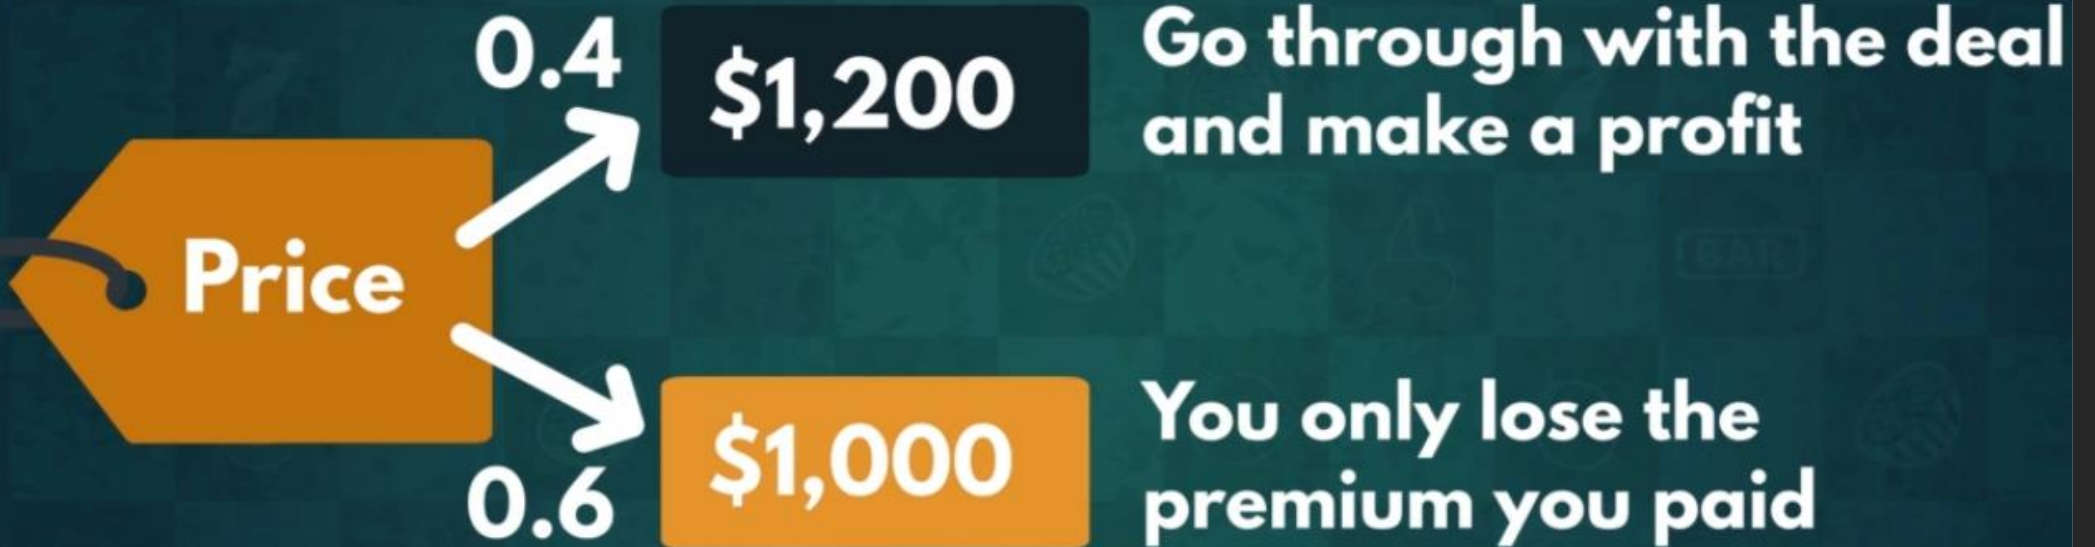 0.4
$1,200
Go through with the deal
and make a profit
Price
0.6
$1,000
You only lose the
premium you paid
BAR